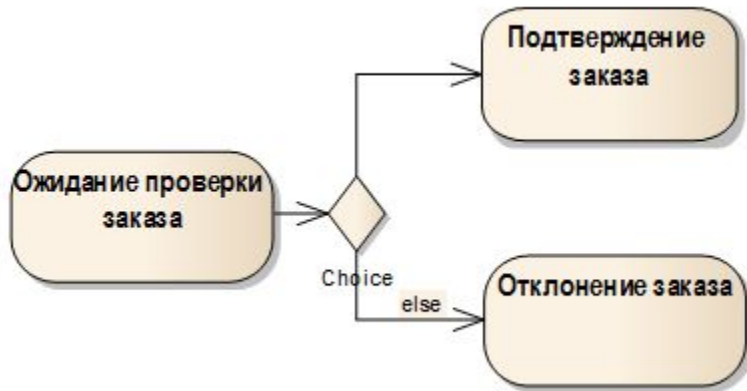 Подтверждение
заказа
Ожидание проверки
заказа
Choice
else
Отклонение заказа